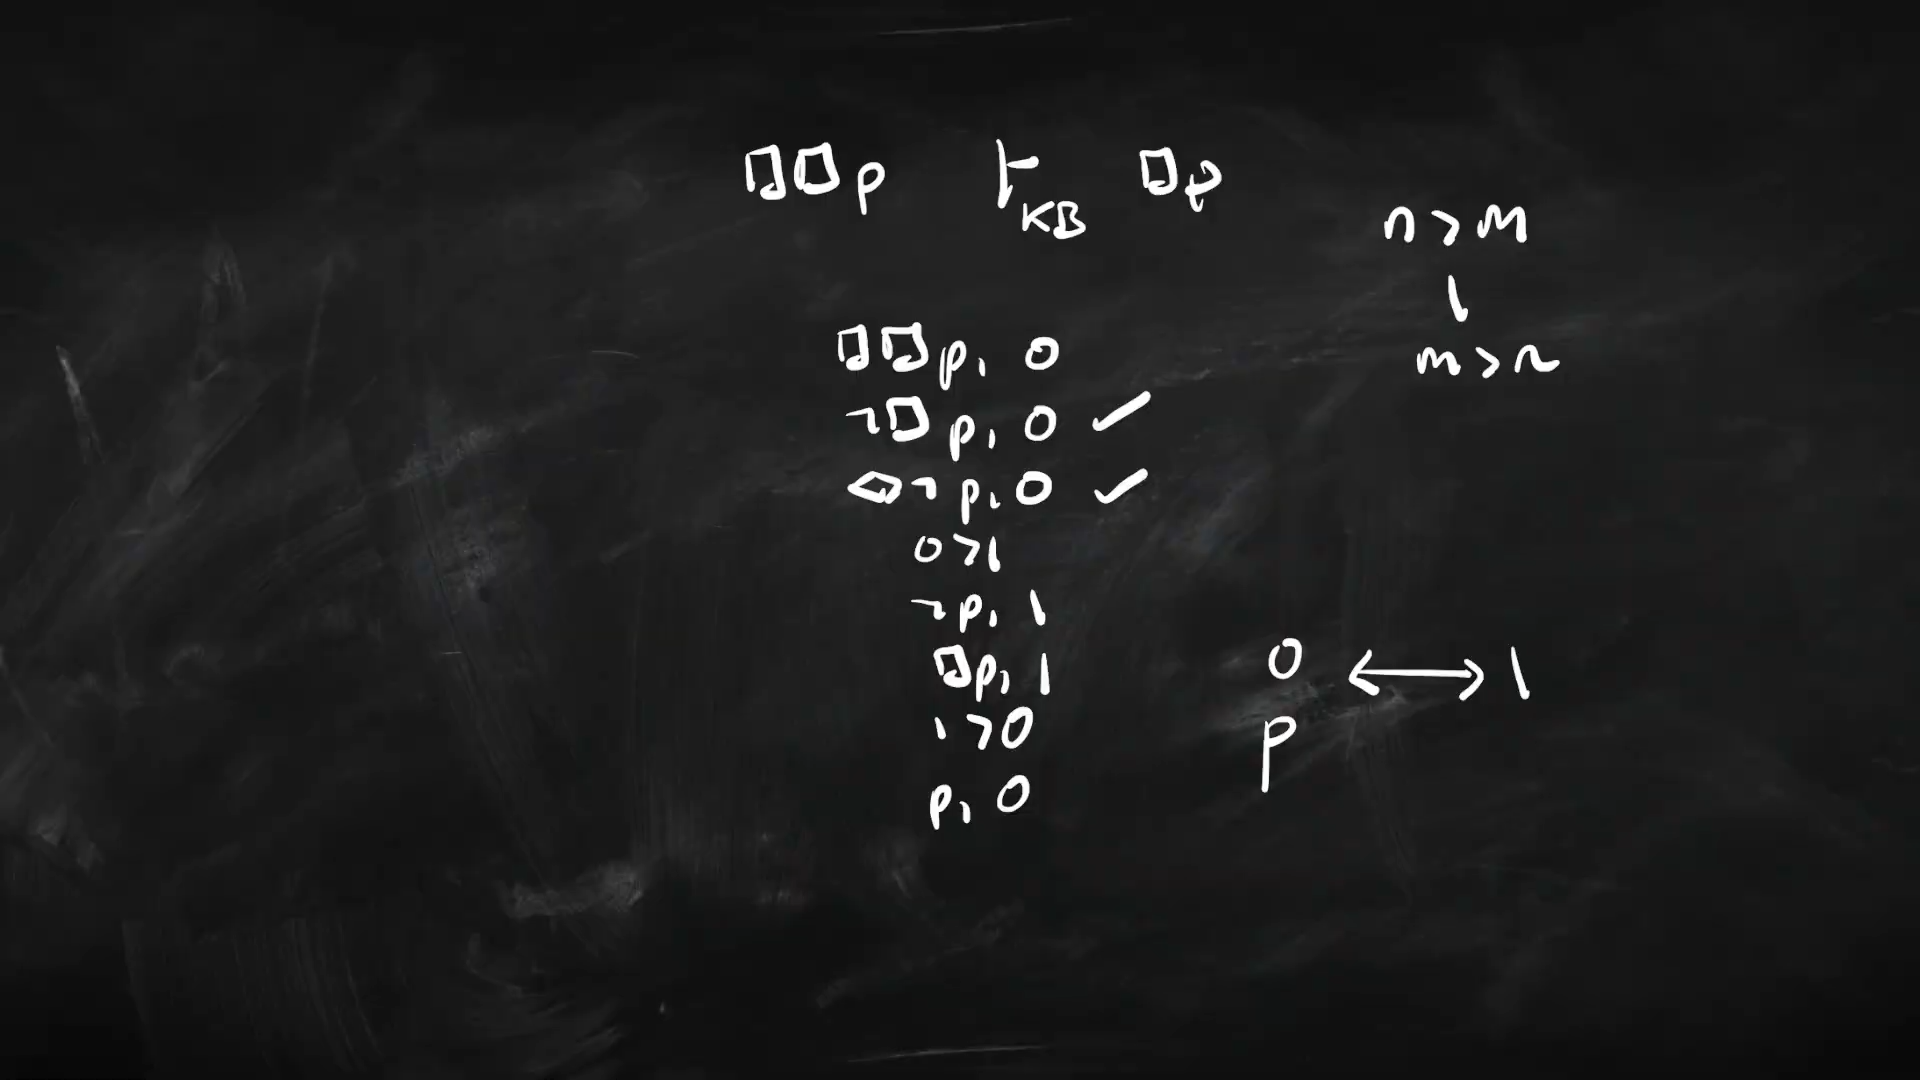 □□p ⊢KB □p
n > m
m > n
□□p, 0
¬□p, 0 ✓
◇¬p, 0 ✓
0 > 1
¬p, 1
□p, 1
1 > 0
p, 0
0 ↔ 1
p